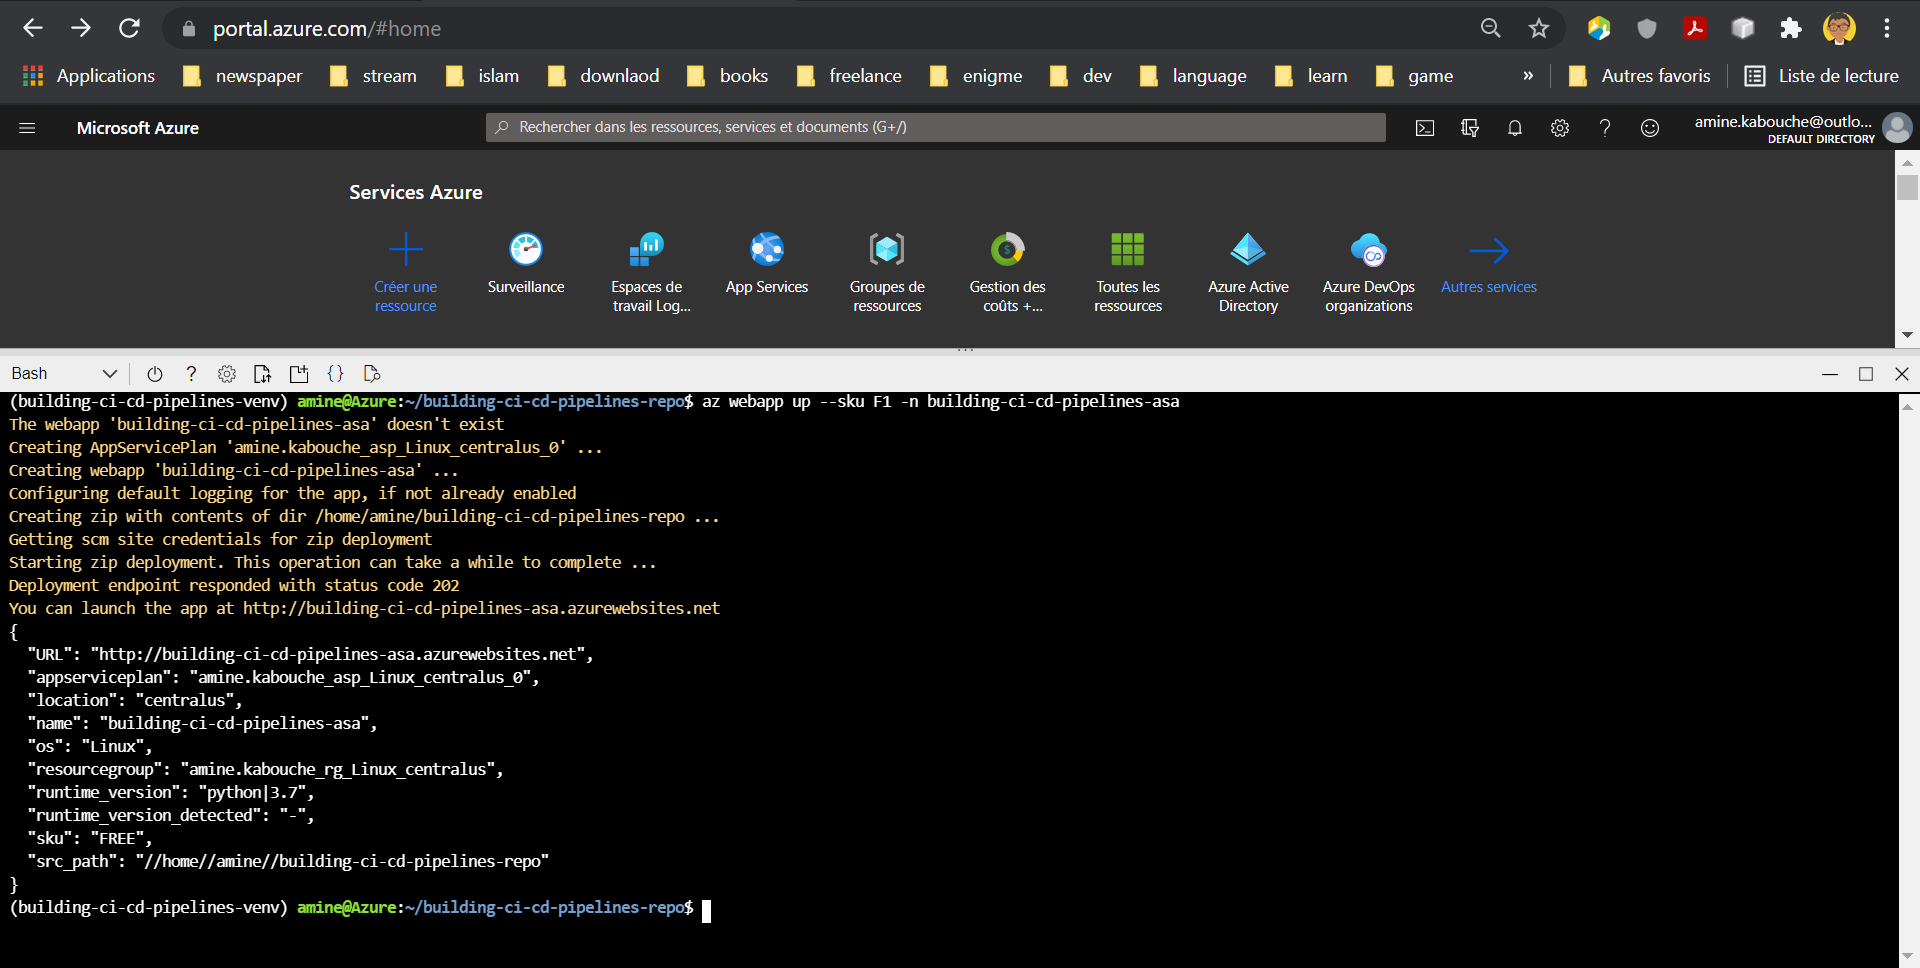 portal.azure.com/#home
Applications newspaper stream islam downlaod books freelance enigme dev language learn game » Autres favoris Liste de lecture
Microsoft Azure
Rechercher dans les ressources, services et documents (G+/)
amine.kabouche@outlo...
DEFAULT DIRECTORY
Services Azure
Créer une ressource
Surveillance
Espaces de travail Log...
App Services
Groupes de ressources
Gestion des coûts +...
Toutes les ressources
Azure Active Directory
Azure DevOps organizations
Autres services
Bash
(building-ci-cd-pipelines-venv) amine@Azure:~/building-ci-cd-pipelines-repo$ az webapp up --sku F1 -n building-ci-cd-pipelines-asa
The webapp 'building-ci-cd-pipelines-asa' doesn't exist
Creating AppServicePlan 'amine.kabouche_asp_Linux_centralus_0' ...
Creating webapp 'building-ci-cd-pipelines-asa' ...
Configuring default logging for the app, if not already enabled
Creating zip with contents of dir /home/amine/building-ci-cd-pipelines-repo ...
Getting scm site credentials for zip deployment
Starting zip deployment. This operation can take a while to complete ...
Deployment endpoint responded with status code 202
You can launch the app at http://building-ci-cd-pipelines-asa.azurewebsites.net
{
"URL": "http://building-ci-cd-pipelines-asa.azurewebsites.net",
"appserviceplan": "amine.kabouche_asp_Linux_centralus_0",
"location": "centralus",
"name": "building-ci-cd-pipelines-asa",
"os": "Linux",
"resourcegroup": "amine.kabouche_rg_Linux_centralus",
"runtime_version": "python|3.7",
"runtime_version_detected": "-",
"sku": "FREE",
"src_path": "//home//amine//building-ci-cd-pipelines-repo"
}
(building-ci-cd-pipelines-venv) amine@Azure:~/building-ci-cd-pipelines-repo$